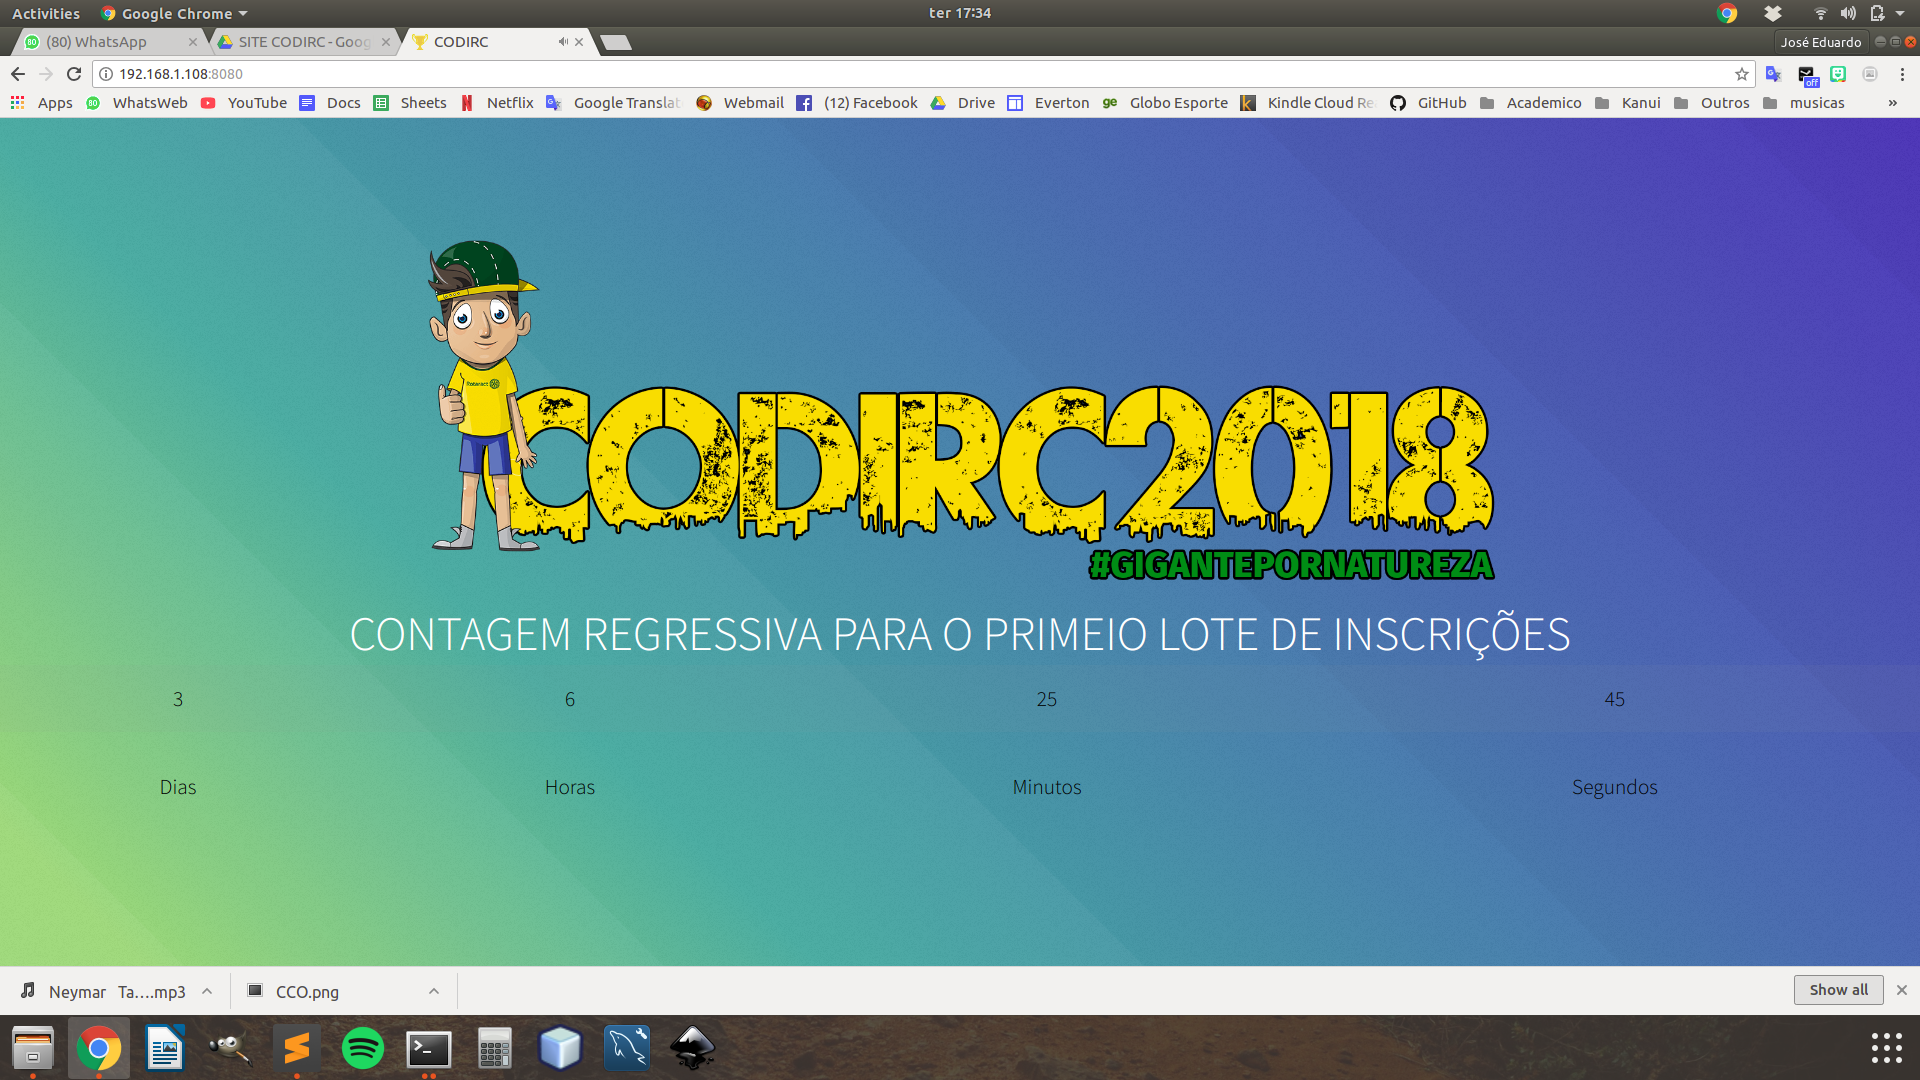 Activities Google Chrome ter 17:34
(80) WhatsApp SITE CODIRC - Goog CODIRC José Eduardo
192.168.1.108:8080 off
Apps 80 WhatsWeb YouTube Docs Sheets Netflix Google Translat Webmail (12) Facebook Drive Everton ge Globo Esporte Kindle Cloud Re GitHub Academico Kanui Outros musicas »
Rotaract
CODIRC2018
#GIGANTEPORNATUREZA
CONTAGEM REGRESSIVA PARA O PRIMEIO LOTE DE INSCRIÇÕES
3 6 25 45
Dias Horas Minutos Segundos
Neymar Ta....mp3 CCO.png Show all